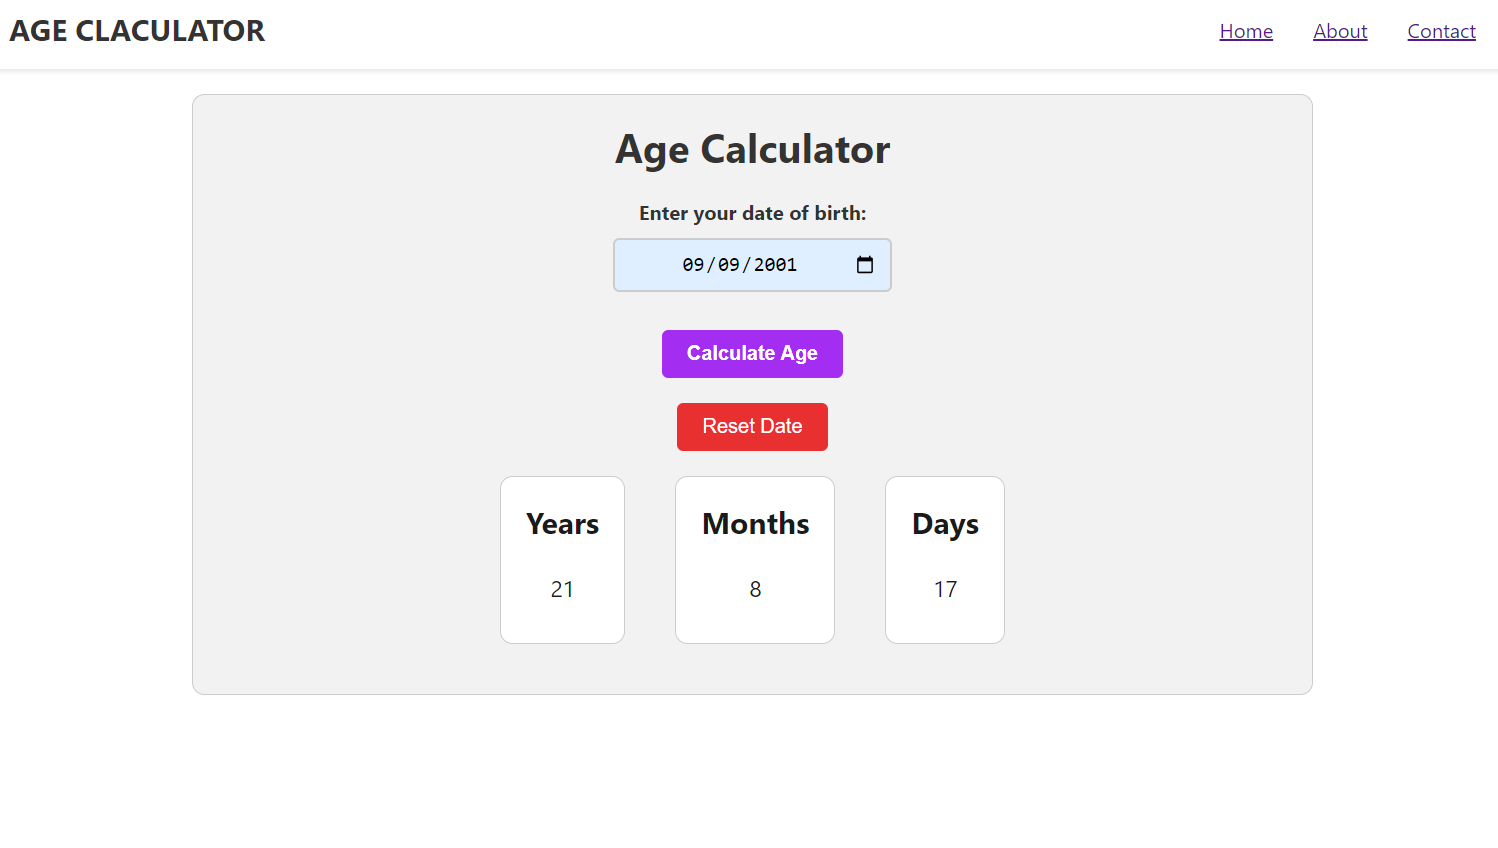 AGE CLACULATOR
Home About Contact
Age Calculator
Enter your date of birth:
09/09/2001
Calculate Age
Reset Date
Years Months Days
21 8 17